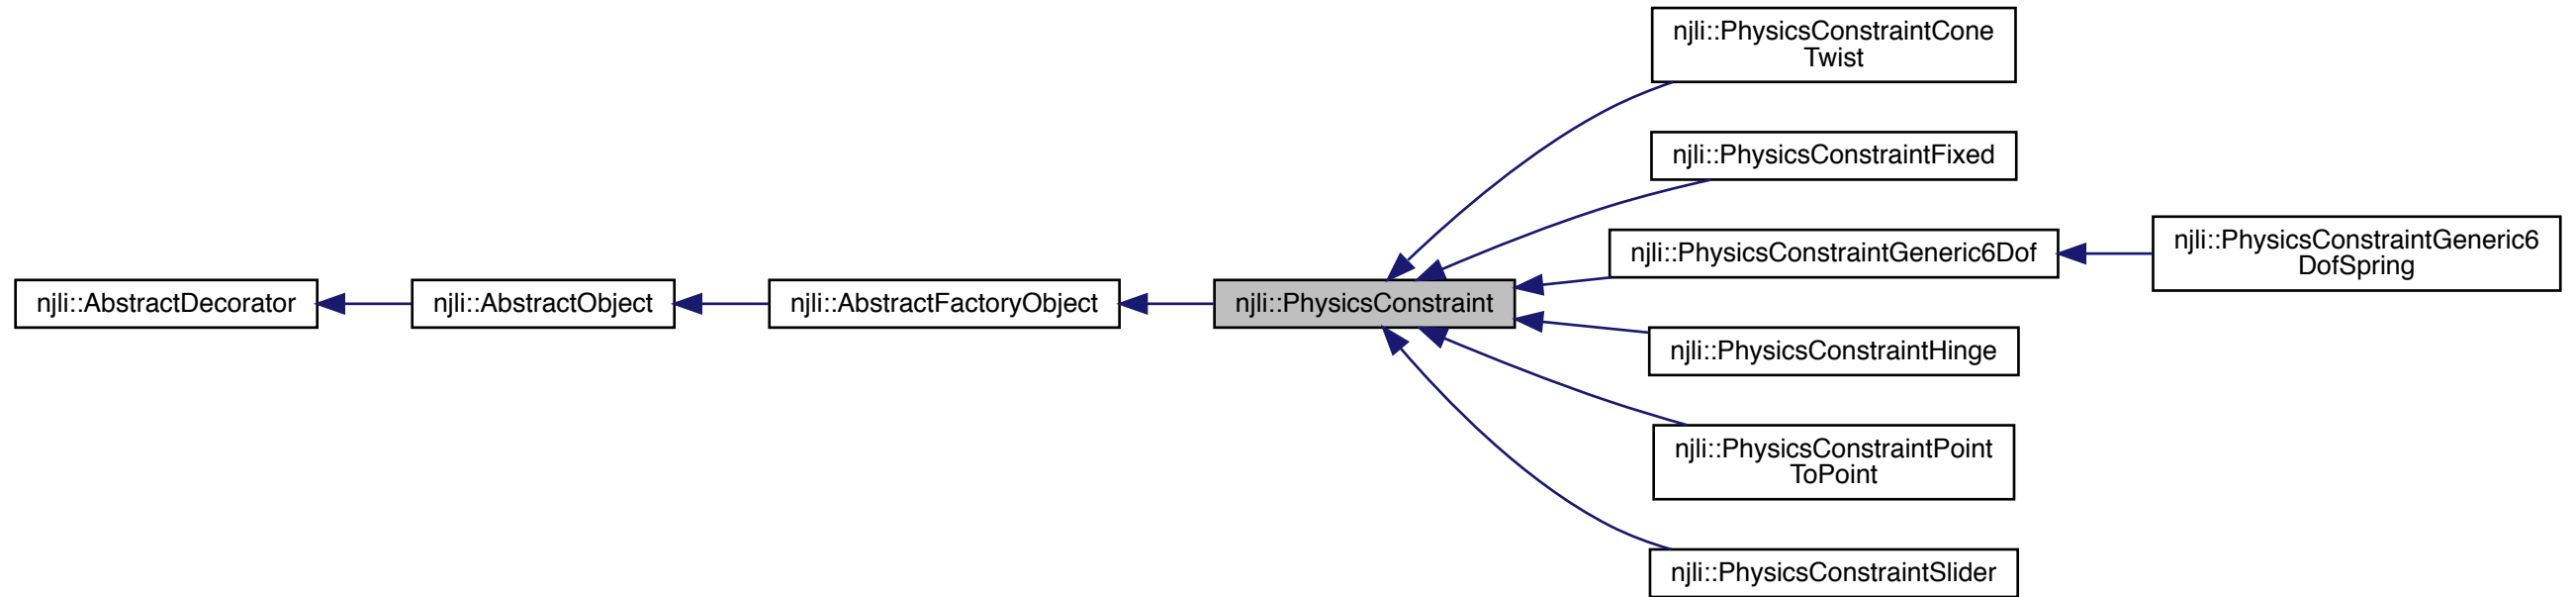 njli::PhysicsConstraintCone
Twist
njli::PhysicsConstraintFixed
njli::PhysicsConstraintGeneric6Dof
njli::PhysicsConstraintGeneric6
DofSpring
njli::AbstractDecorator
njli::AbstractObject
njli::AbstractFactoryObject
njli::PhysicsConstraint
njli::PhysicsConstraintHinge
njli::PhysicsConstraintPoint
ToPoint
njli::PhysicsConstraintSlider